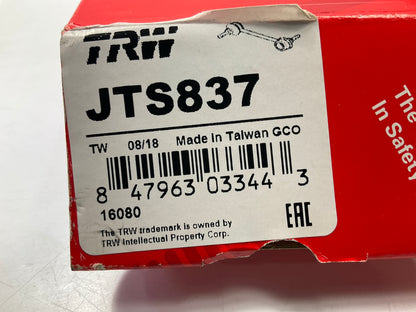 TRW
JTS837
TW 08/18 Made In Taiwan GCO
8 47963 03344 3
16080
The TRW trademark is owned by
TRW Intellectual Property Corp.
EAC
The
In Safety